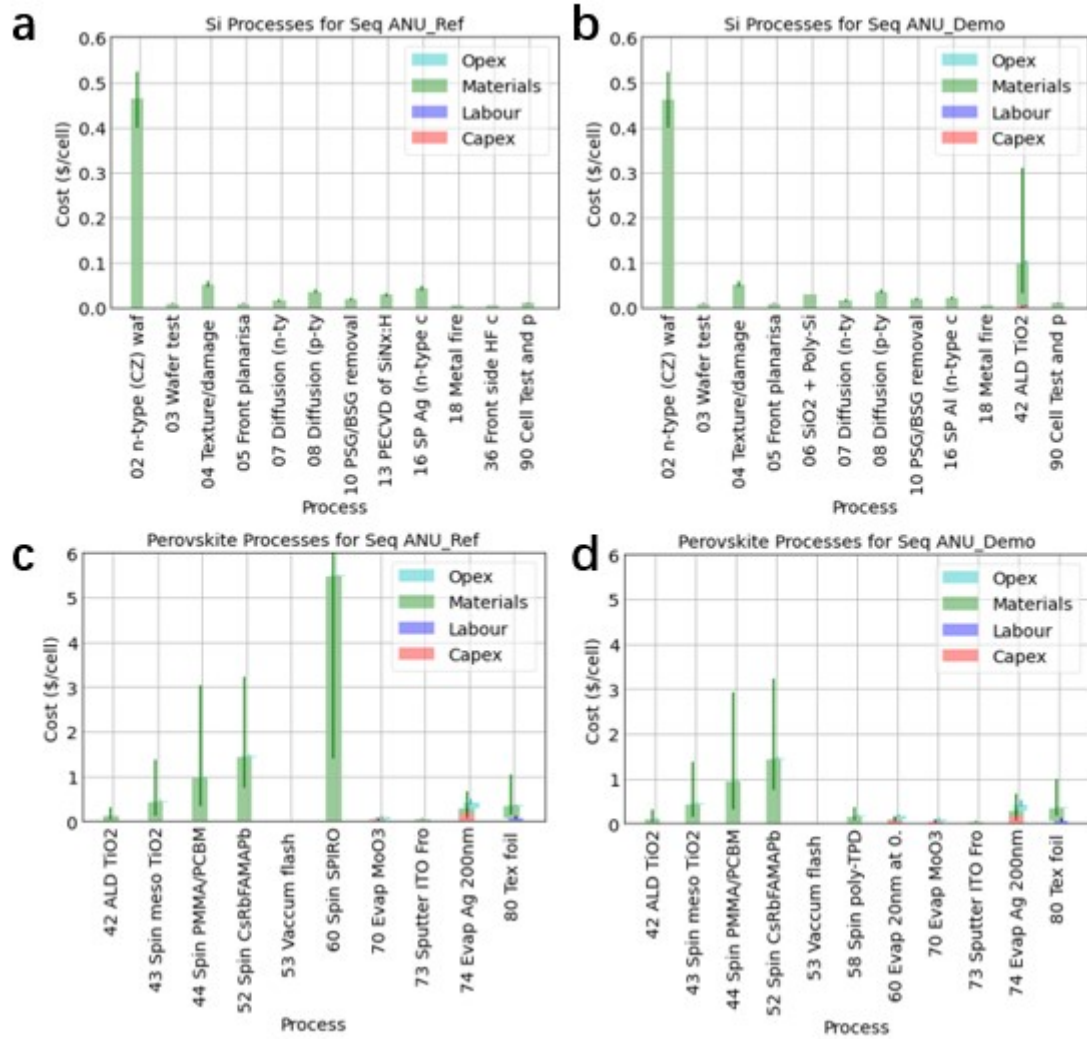 a
Si Processes for Seq ANU_Ref
Cost ($/cell)
0.6
0.5
0.4
0.3
0.2
0.1
0.0
Opex
Materials
Labour
Capex
02 n-type (CZ) waf
03 Wafer test
04 Texture/damage
05 Front planarisa
07 Diffusion (n-ty
08 Diffusion (p-ty
10 PSG/BSG removal
13 PECVD of SiNx:H
16 SP Ag (n-type c
18 Metal fire
36 Front side HF c
90 Cell Test and p
Process
b
Si Processes for Seq ANU_Demo
Cost ($/cell)
0.6
0.5
0.4
0.3
0.2
0.1
0.0
Opex
Materials
Labour
Capex
02 n-type (CZ) waf
03 Wafer test
04 Texture/damage
05 Front planarisa
06 SiO2 + Poly-Si
07 Diffusion (n-ty
08 Diffusion (p-ty
10 PSG/BSG removal
16 SP Al (n-type c
18 Metal fire
42 ALD TiO2
90 Cell Test and p
Process
c
Perovskite Processes for Seq ANU_Ref
Cost ($/cell)
6
5
4
3
2
1
0
Opex
Materials
Labour
Capex
42 ALD TiO2
43 Spin meso TiO2
44 Spin PMMA/PCBM
52 Spin CsRbFAMAPb
53 Vaccum flash
60 Spin SPIRO
70 Evap MoO3
73 Sputter ITO Fro
74 Evap Ag 200nm
80 Tex foil
Process
d
Perovskite Processes for Seq ANU_Demo
Cost ($/cell)
6
5
4
3
2
1
0
Opex
Materials
Labour
Capex
42 ALD TiO2
43 Spin meso TiO2
44 Spin PMMA/PCBM
52 Spin CsRbFAMAPb
53 Vaccum flash
58 Spin poly-TPD
60 Evap 20nm at 0.
70 Evap MoO3
73 Sputter ITO Fro
74 Evap Ag 200nm
80 Tex foil
Process